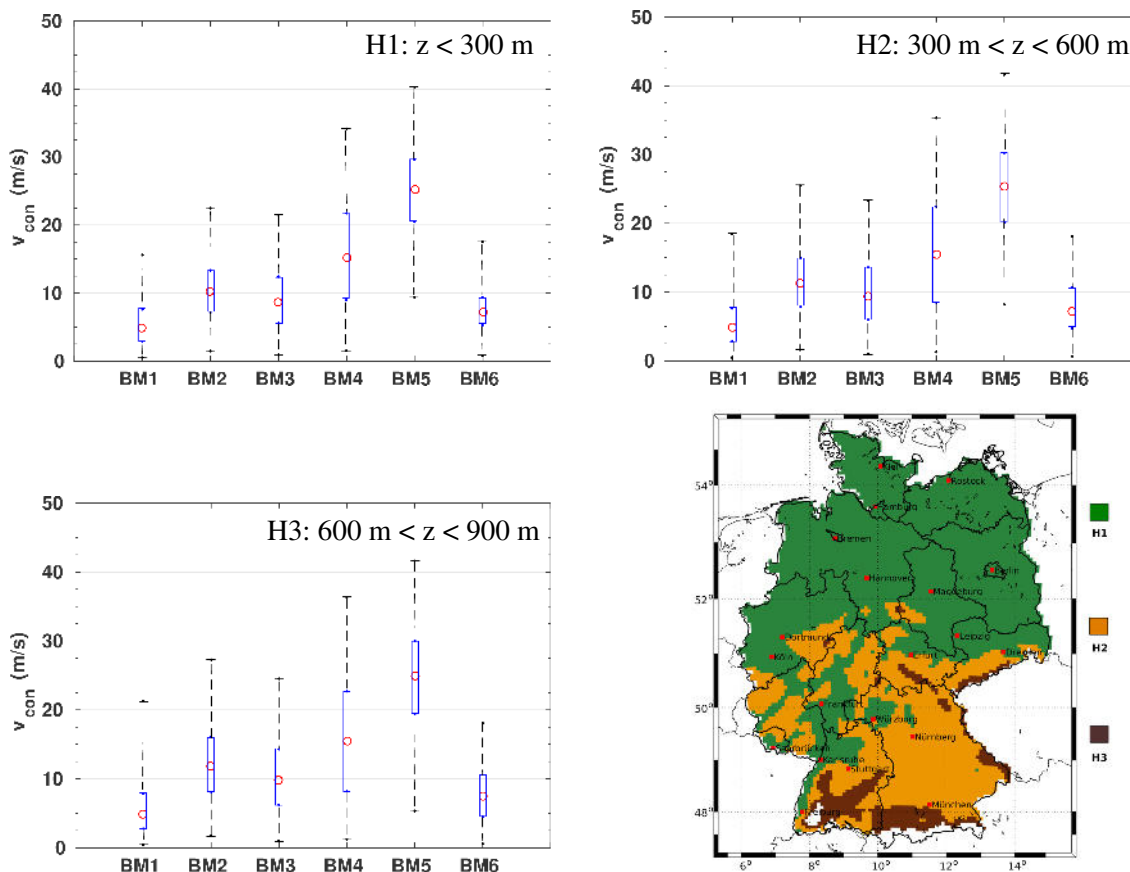 H1: z < 300 m
v_con (m/s)
50
40
30
20
10
0
BM1 BM2 BM3 BM4 BM5 BM6
H2: 300 m < z < 600 m
v_con (m/s)
50
40
30
20
10
0
BM1 BM2 BM3 BM4 BM5 BM6
H3: 600 m < z < 900 m
v_con (m/s)
50
40
30
20
10
0
BM1 BM2 BM3 BM4 BM5 BM6
54°
52°
50°
48°
6° 8° 10° 12° 14°
Kiel
Rostock
Hamburg
Bremen
Berlin
Hannover
Magdeburg
Dortmund
Leipzig
Köln
Erfurt
Dresden
Frankfurt
Würzburg
Nürnberg
Saarbrücken
Karlsruhe
Stuttgart
München
Freiburg
H1
H2
H3